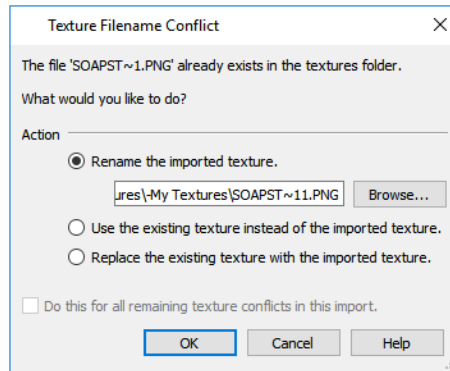 Texture Filename Conflict
The file 'SOAPST~1.PNG' already exists in the textures folder.
What would you like to do?
Action
Rename the imported texture.
ures\-My Textures\SOAPST~11.PNG
Browse...
Use the existing texture instead of the imported texture.
Replace the existing texture with the imported texture.
Do this for all remaining texture conflicts in this import.
OK
Cancel
Help